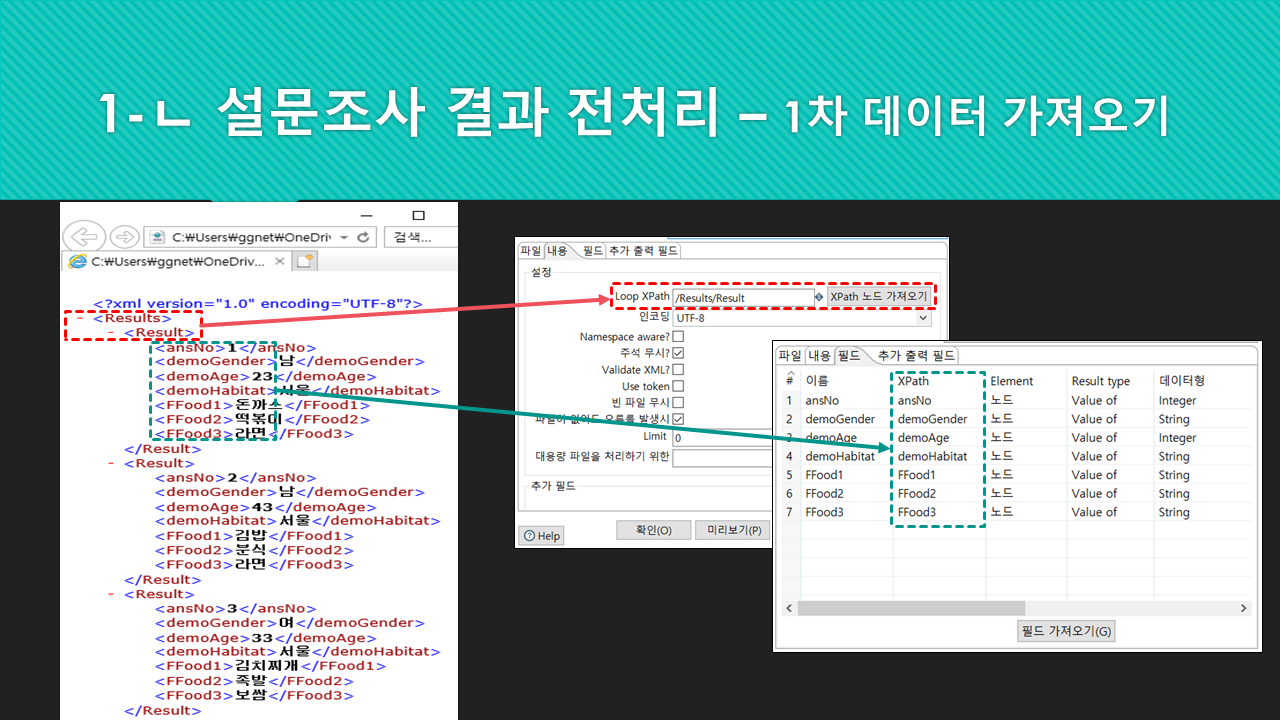 1-ㄴ 설문조사 결과 전처리 – 1차 데이터 가져오기
C:₩Users₩ggnet₩OneDriv
검색...
C:₩Users₩ggnet₩OneDriv...
<?xml version="1.0" encoding="UTF-8"?>
- <Results>
- <Result>
<ansNo>1</ansNo>
<demoGender>남</demoGender>
<demoAge>23</demoAge>
<demoHabitat>서울</demoHabitat>
<FFood1>돈까스</FFood1>
<FFood2>떡볶이</FFood2>
<FFood3>라면</FFood3>
</Result>
- <Result>
<ansNo>2</ansNo>
<demoGender>남</demoGender>
<demoAge>43</demoAge>
<demoHabitat>서울</demoHabitat>
<FFood1>김밥</FFood1>
<FFood2>분식</FFood2>
<FFood3>라면</FFood3>
</Result>
- <Result>
<ansNo>3</ansNo>
<demoGender>여</demoGender>
<demoAge>33</demoAge>
<demoHabitat>서울</demoHabitat>
<FFood1>김치찌개</FFood1>
<FFood2>족발</FFood2>
<FFood3>보쌈</FFood3>
</Result>
파일 내용 필드 추가 출력 필드
설정
Loop XPath /Results/Result XPath 노드 가져오기
인코딩 UTF-8
Namespace aware?
주석 무시?
Validate XML?
Use token
빈 파일 무시
파일이 없어도 오류를 발생시
Limit 0
대용량 파일을 처리하기 위한
추가 필드
Help 확인(O) 미리보기(P)
파일 내용 필드 추가 출력 필드
# 이름 XPath Element Result type 데이터형
1 ansNo ansNo 노드 Value of Integer
2 demoGender demoGender 노드 Value of String
3 demoAge demoAge 노드 Value of Integer
4 demoHabitat demoHabitat 노드 Value of String
5 FFood1 FFood1 노드 Value of String
6 FFood2 FFood2 노드 Value of String
7 FFood3 FFood3 노드 Value of String
필드 가져오기(G)